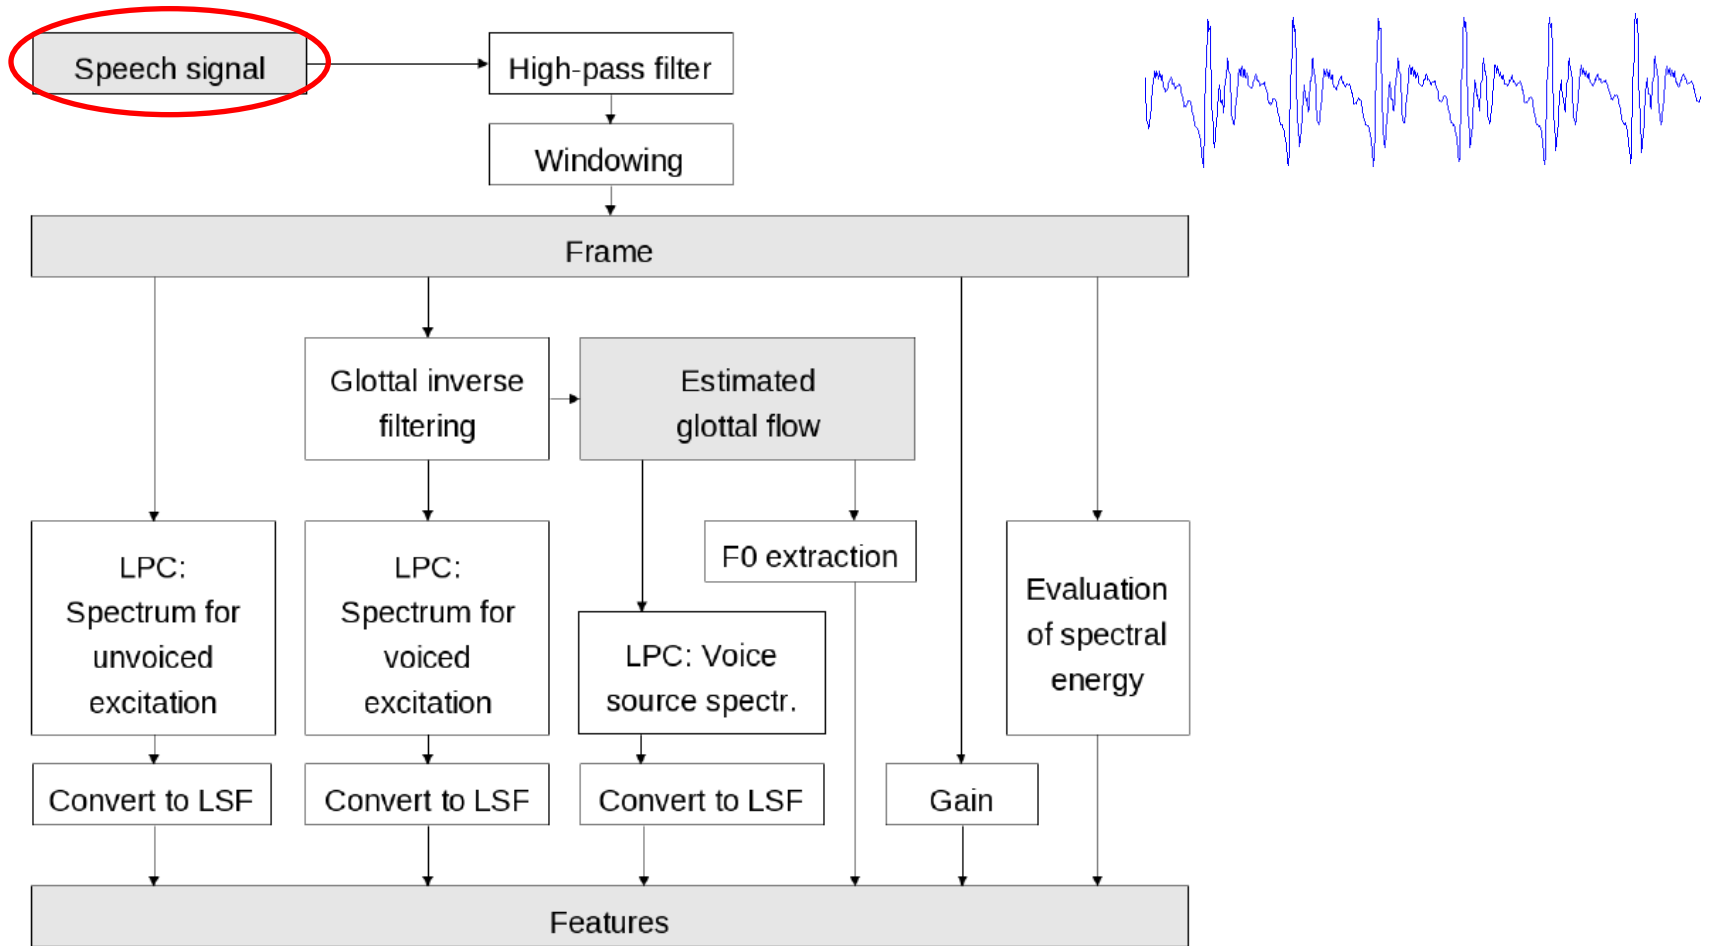 Speech signal
High-pass filter
Windowing
Frame
Glottal inverse
filtering
Estimated
glottal flow
LPC:
Spectrum for
unvoiced
excitation
LPC:
Spectrum for
voiced
excitation
F0 extraction
LPC: Voice
source spectr.
Evaluation
of spectral
energy
Convert to LSF
Convert to LSF
Convert to LSF
Gain
Features